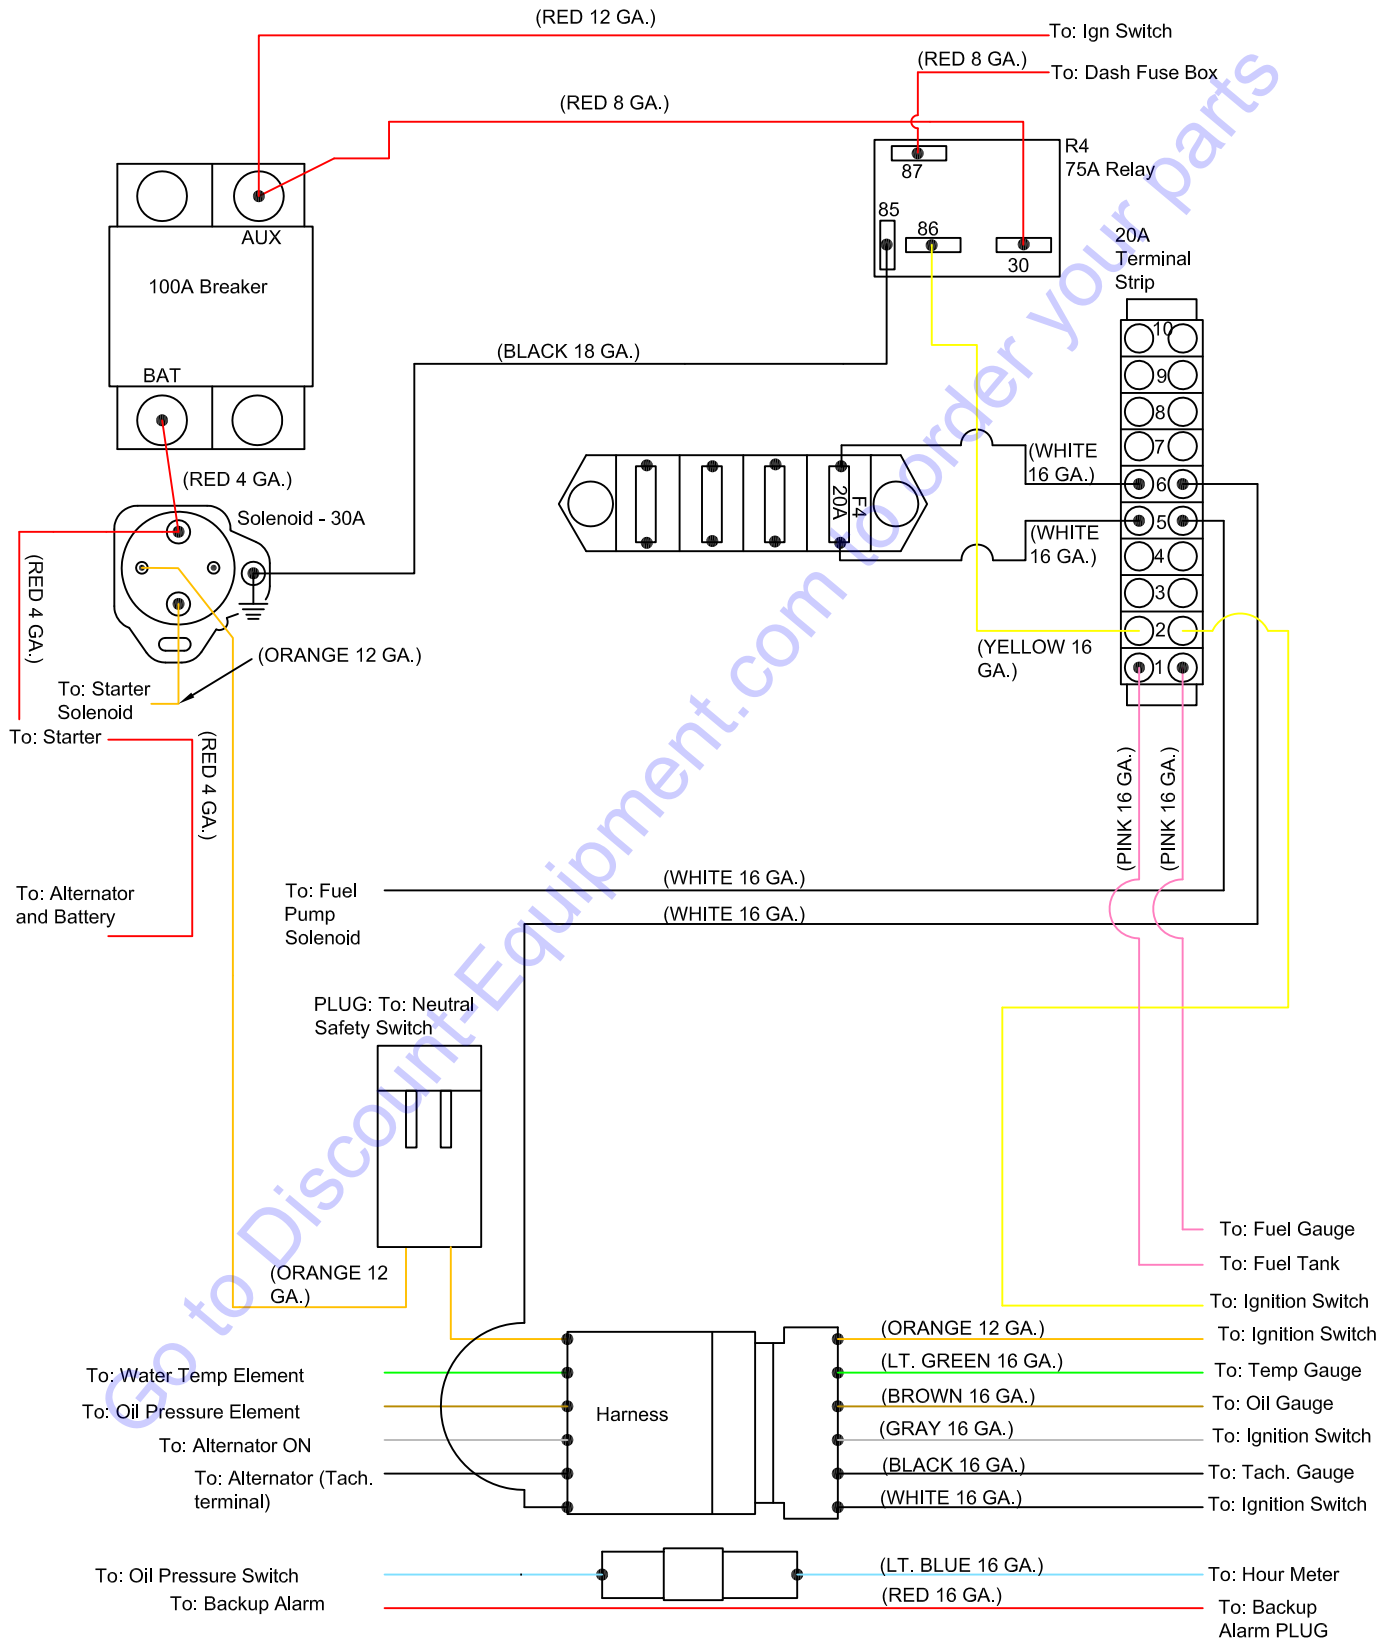 (RED 12 GA.)
To: Ign Switch
(RED 8 GA.)
To: Dash Fuse Box
(RED 8 GA.)
R4
75A Relay
87
85
86
30
AUX
100A Breaker
BAT
20A
Terminal
Strip
10
9
8
7
6
5
4
3
2
1
(BLACK 18 GA.)
(RED 4 GA.)
Solenoid - 30A
F4
20A
(WHITE
16 GA.)
(WHITE
16 GA.)
(RED 4 GA.)
(ORANGE 12 GA.)
(YELLOW 16
GA.)
To: Starter
Solenoid
To: Starter
(RED 4 GA.)
(PINK 16 GA.)
(PINK 16 GA.)
To: Alternator
and Battery
To: Fuel
Pump
Solenoid
(WHITE 16 GA.)
(WHITE 16 GA.)
PLUG: To: Neutral
Safety Switch
(ORANGE 12
GA.)
To: Fuel Gauge
To: Fuel Tank
To: Ignition Switch
(ORANGE 12 GA.)
To: Ignition Switch
To: Water Temp Element
(LT. GREEN 16 GA.)
To: Temp Gauge
To: Oil Pressure Element
Harness
(BROWN 16 GA.)
To: Oil Gauge
To: Alternator ON
(GRAY 16 GA.)
To: Ignition Switch
To: Alternator (Tach.
terminal)
(BLACK 16 GA.)
To: Tach. Gauge
(WHITE 16 GA.)
To: Ignition Switch
To: Oil Pressure Switch
(LT. BLUE 16 GA.)
To: Hour Meter
To: Backup Alarm
(RED 16 GA.)
To: Backup
Alarm PLUG
Go to Discount-Equipment.com to order your parts